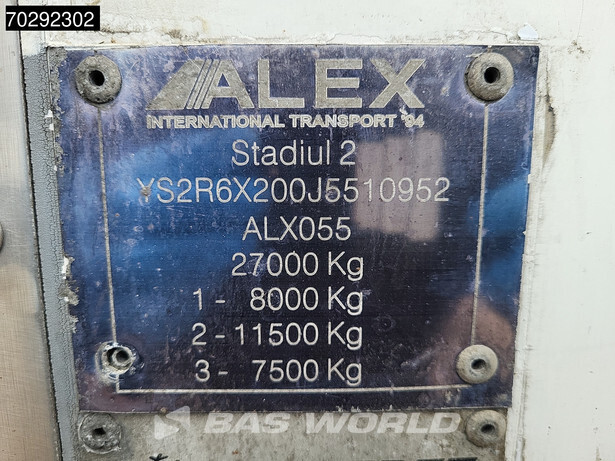 70292302
ALEX
INTERNATIONAL TRANSPORT '94
Stadiul 2
YS2R6X200J5510952
ALX055
27000 Kg
1 - 8000 Kg
2 - 11500 Kg
3 - 7500 Kg
BAS WORLD